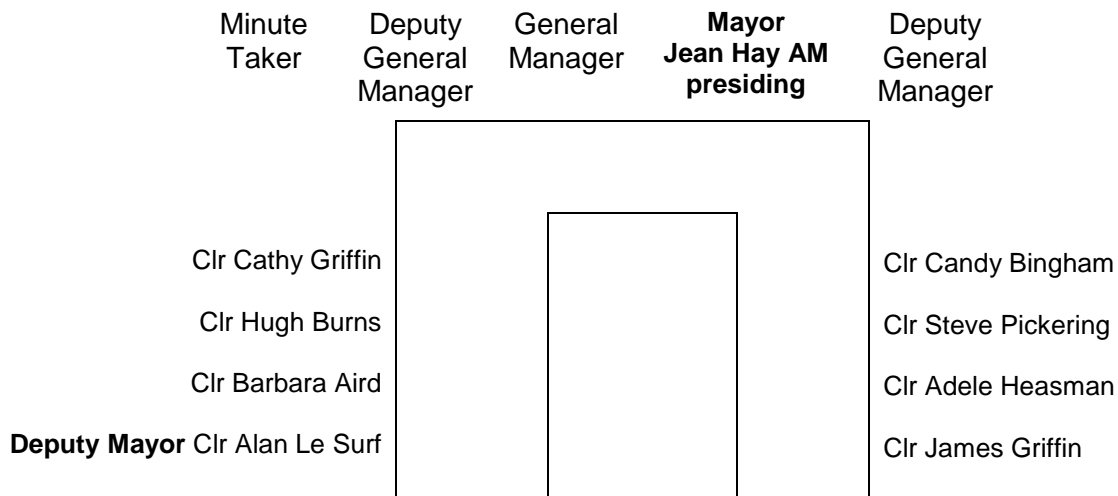 Minute
Taker
Deputy
General
Manager
General
Manager
Mayor
Jean Hay AM
presiding
Deputy
General
Manager
Clr Cathy Griffin
Clr Hugh Burns
Clr Barbara Aird
Deputy Mayor Clr Alan Le Surf
Clr Candy Bingham
Clr Steve Pickering
Clr Adele Heasman
Clr James Griffin